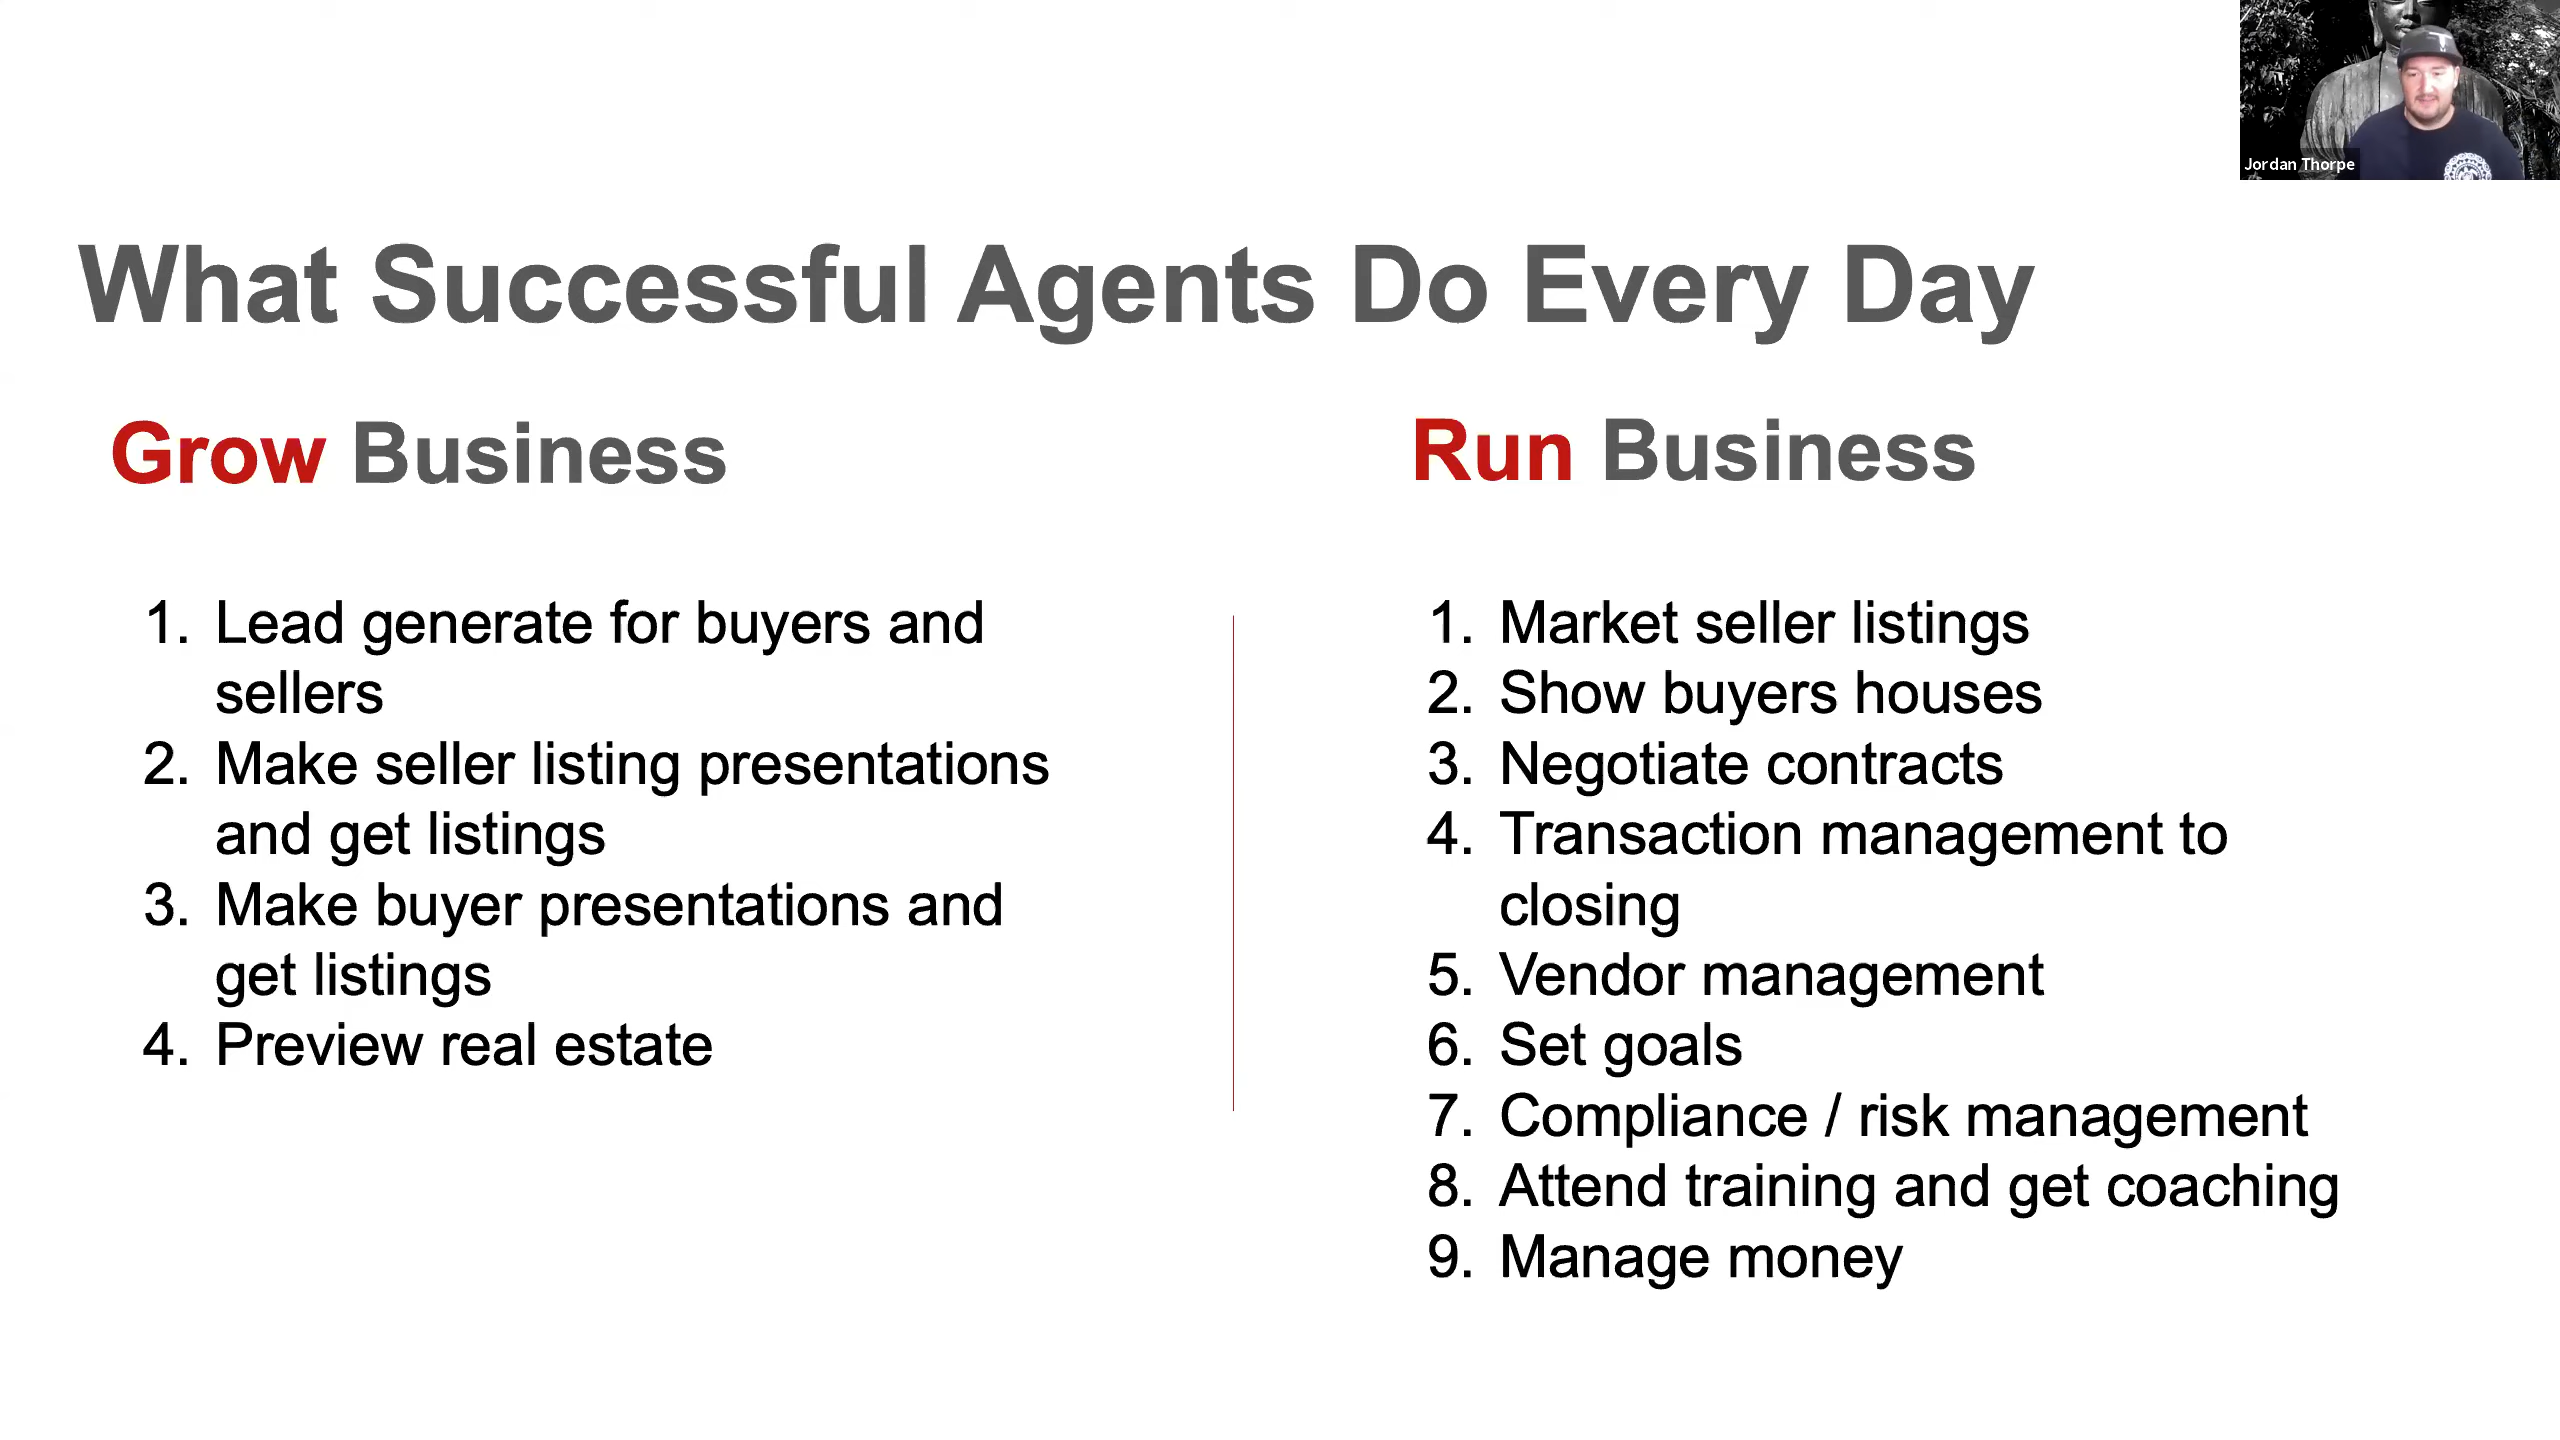 Jordan Thorpe
What Successful Agents Do Every Day
Grow Business
1. Lead generate for buyers and
sellers
2. Make seller listing presentations
and get listings
3. Make buyer presentations and
get listings
4. Preview real estate
Run Business
1. Market seller listings
2. Show buyers houses
3. Negotiate contracts
4. Transaction management to
closing
5. Vendor management
6. Set goals
7. Compliance / risk management
8. Attend training and get coaching
9. Manage money